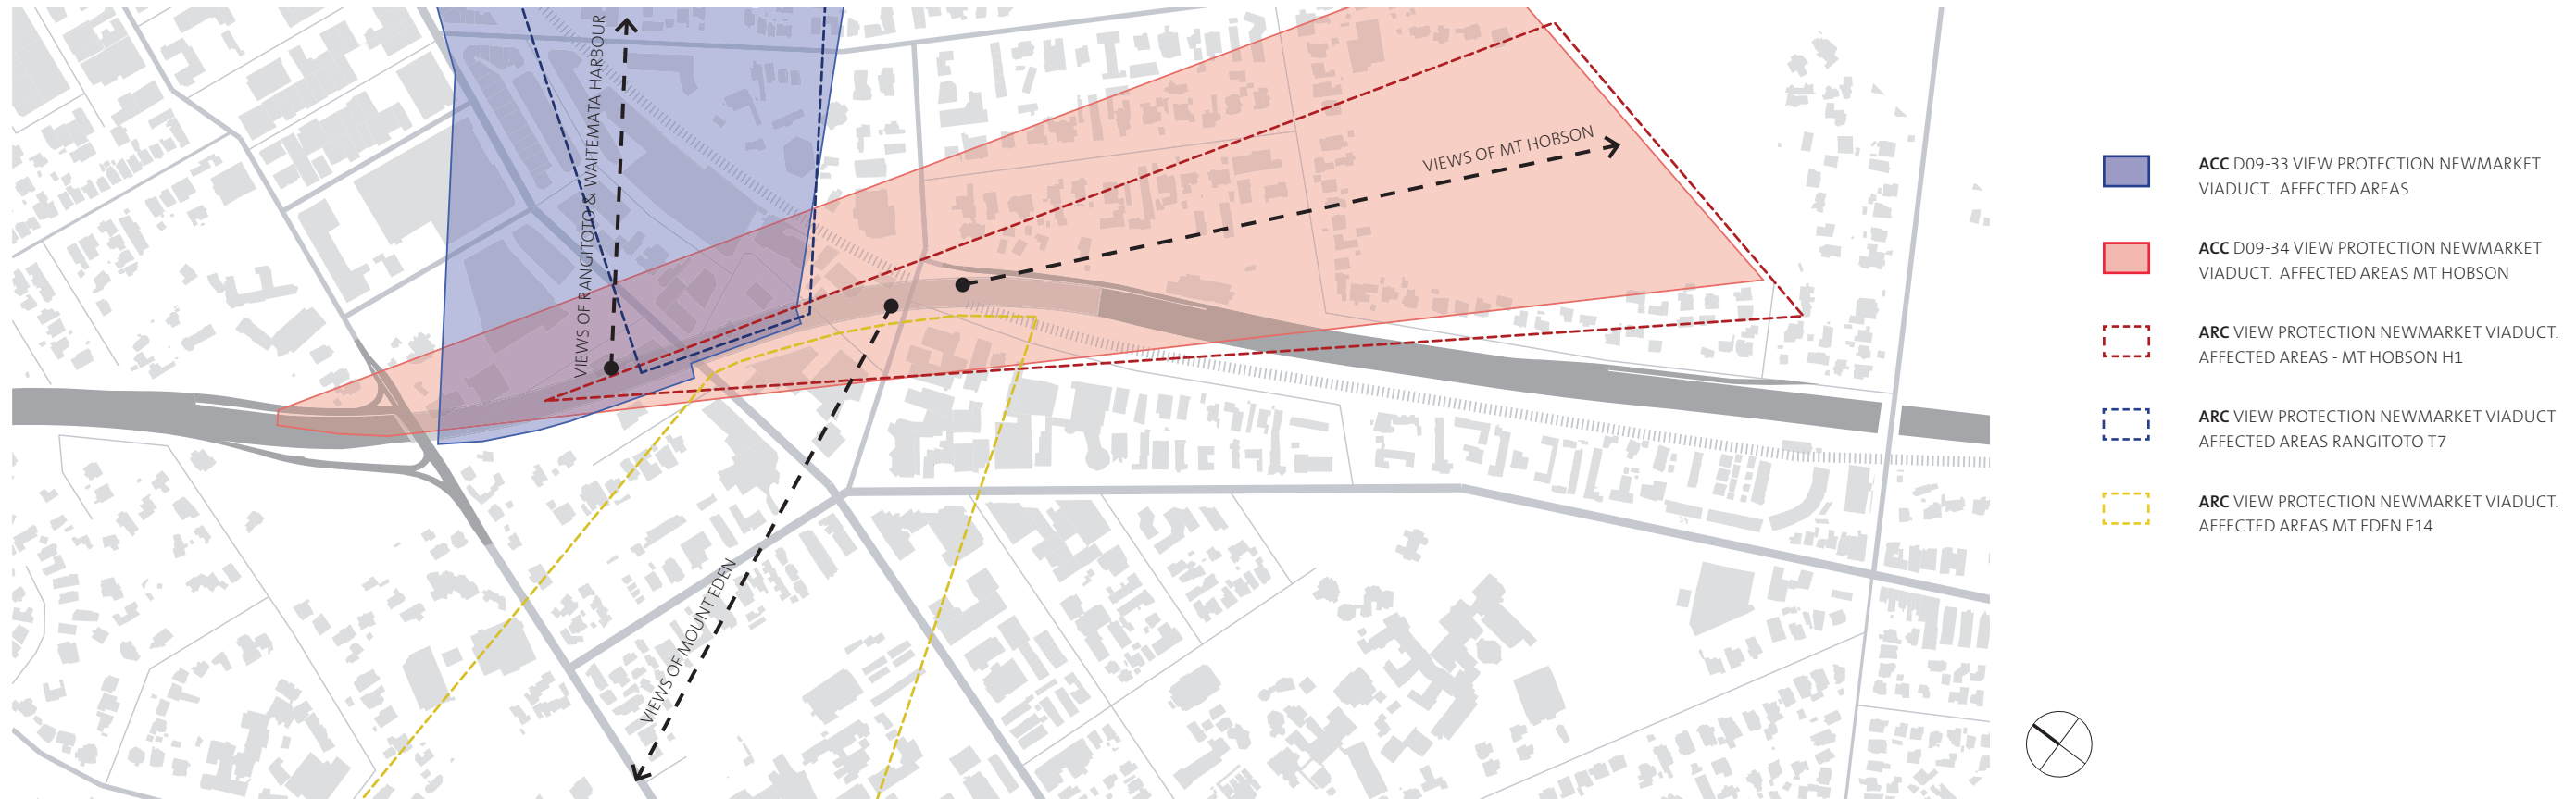 VIEWS OF RANGITOTO & WAITEMATA HARBOUR
VIEWS OF MT HOBSON
VIEWS OF MOUNT EDEN
ACC D09-33 VIEW PROTECTION NEWMARKET
VIADUCT. AFFECTED AREAS
ACC D09-34 VIEW PROTECTION NEWMARKET
VIADUCT. AFFECTED AREAS MT HOBSON
ARC VIEW PROTECTION NEWMARKET VIADUCT.
AFFECTED AREAS - MT HOBSON H1
ARC VIEW PROTECTION NEWMARKET VIADUCT
AFFECTED AREAS RANGITOTO T7
ARC VIEW PROTECTION NEWMARKET VIADUCT.
AFFECTED AREAS MT EDEN E14